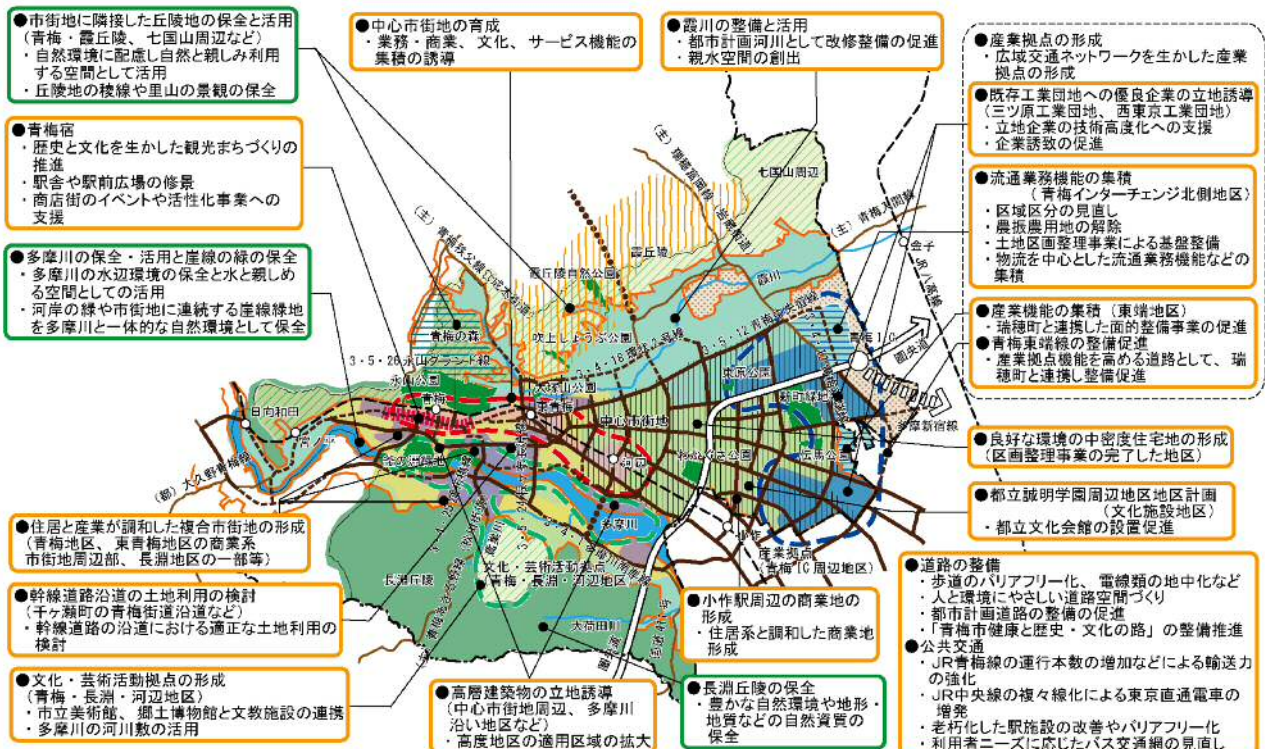 ●市街地に隣接した丘陵地の保全と活用
(青梅・霞丘陵、七国山周辺など)
・自然環境に配慮し自然と親しみ利用
する空間として活用
・丘陵地の稜線や里山の景観の保全
●青梅宿
・歴史と文化を生かした観光まちづくりの
推進
・駅舎や駅前広場の修景
・商店街のイベントや活性化事業への
支援
●多摩川の保全・活用と崖線の緑の保全
・多摩川の水辺環境の保全と水と親しめ
る空間としての活用
・河岸の緑や市街地に連続する崖線緑地
を多摩川と一体的な自然環境として保全
●中心市街地の育成
・業務・商業、文化、サービス機能の
集積の誘導
●霞川の整備と活用
・都市計画河川として改修整備の促進
・親水空間の創出
●産業拠点の形成
・広域交通ネットワークを生かした産業
拠点の形成
●既存工業団地への優良企業の立地誘導
(三ツ原工業団地、西東京工業団地)
・立地企業の技術高度化への支援
・企業誘致の促進
●流通業務機能の集積
(青梅インターチェンジ北側地区)
・区域区分の見直し
・農振農用地の解除
・土地区画整理事業による基盤整備
・物流を中心とした流通業務機能などの
集積
●産業機能の集積(東端地区)
・瑞穂町と連携した面的整備事業の促進
●青梅東端線の整備促進
・産業拠点機能を高める道路として、瑞
穂町と連携し整備促進
●良好な環境の中密度住宅地の形成
(区画整理事業の完了した地区)
●都立誠明学園周辺地区地区計画
(文化施設地区)
・都立文化会館の設置促進
●道路の整備
・歩道のバリアフリー化、電線類の地中化など
人と環境にやさしい道路空間づくり
・都市計画道路の整備の促進
・「青梅市健康と歴史・文化の路」の整備推進
●公共交通
・JR青梅線の運行本数の増加などによる輸送力
の強化
・JR中央線の複々線化による東京直通電車の
増発
・老朽化した駅施設の改善やバリアフリー化
・利用者ニーズに応じたバス交通網の見直し
●住居と産業が調和した複合市街地の形成
(青梅地区、東青梅地区の商業系
市街地周辺部、長淵地区の一部等)
●幹線道路沿道の土地利用の検討
(千ヶ瀬町の青梅街道沿道など)
・幹線道路の沿道における適正な土地利用の
検討
●文化・芸術活動拠点の形成
(青梅・長淵・河辺地区)
・市立美術館、郷土博物館と文教施設の連携
・多摩川の河川敷の活用
●高層建築物の立地誘導
(中心市街地周辺、多摩川
沿い地区など)
・高度地区の適用区域の拡大
●小作駅周辺の商業地の
形成
・住居系と調和した商業地
形成
●長淵丘陵の保全
・豊かな自然環境や地形・
地質などの自然資質の
保全
七国山周辺
霞丘陵
霞丘陵自然公園
霞川
金子
JR八高線
青梅の森
吹上しょうぶ公園
青梅IC
圏央道
永山公園
大塚山公園
青梅
東青梅
中心市街地
新町緑地
多摩新宿線
日向和田
宮ノ平
釜の淵緑地
河辺
わかぐさ公園
多摩川
小作
産業拠点
(青梅IC周辺地区)
文化・芸術活動拠点
(青梅・長淵・河辺地区)
長淵丘陵
大荷田川
(都)大久野青梅線